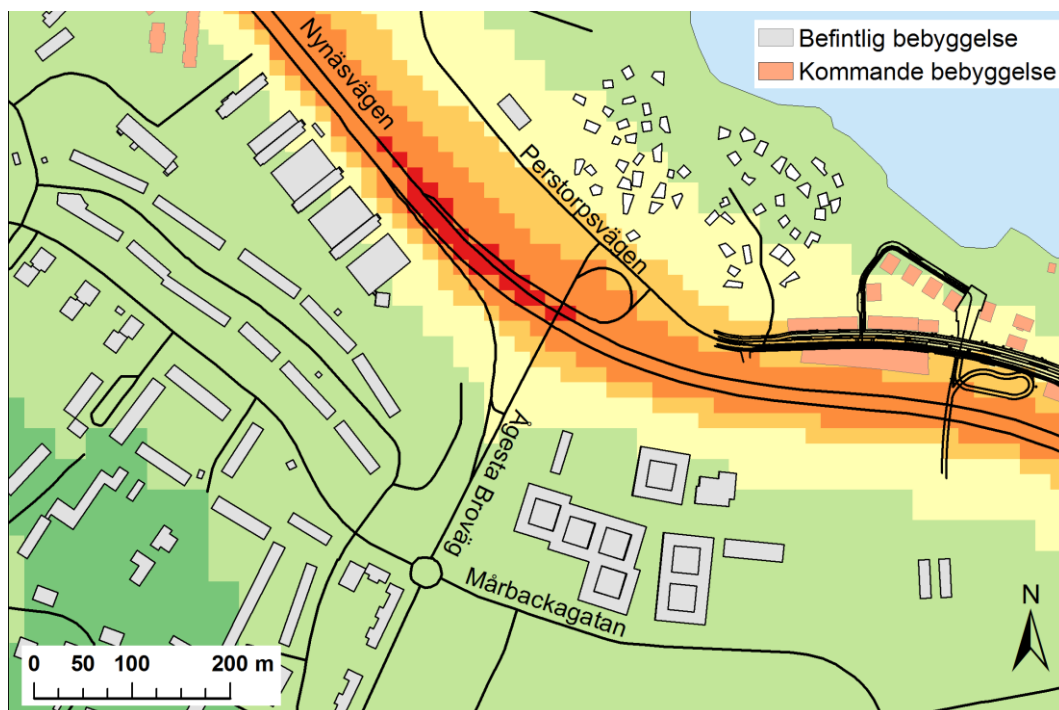 Nynäsvägen
Befintlig bebyggelse
Kommande bebyggelse
Perstorpsvägen
Ågesta Broväg
Mårbackagatan
N
0 50 100 200 m